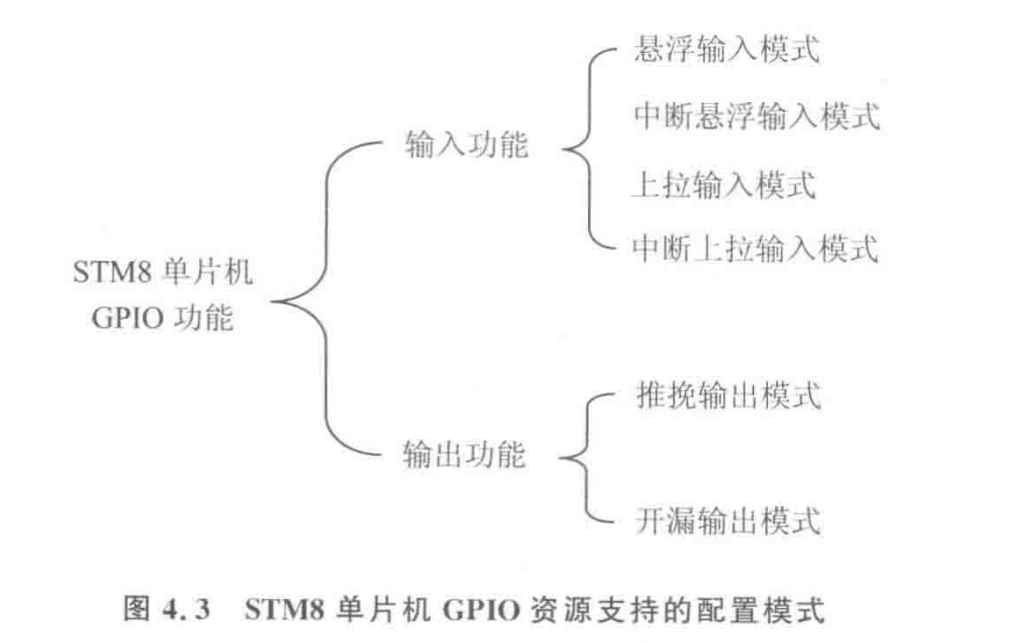 STM8 单片机
GPIO 功能
输入功能
悬浮输入模式
中断悬浮输入模式
上拉输入模式
中断上拉输入模式
输出功能
推挽输出模式
开漏输出模式
图 4.3 STM8 单片机 GPIO 资源支持的配置模式